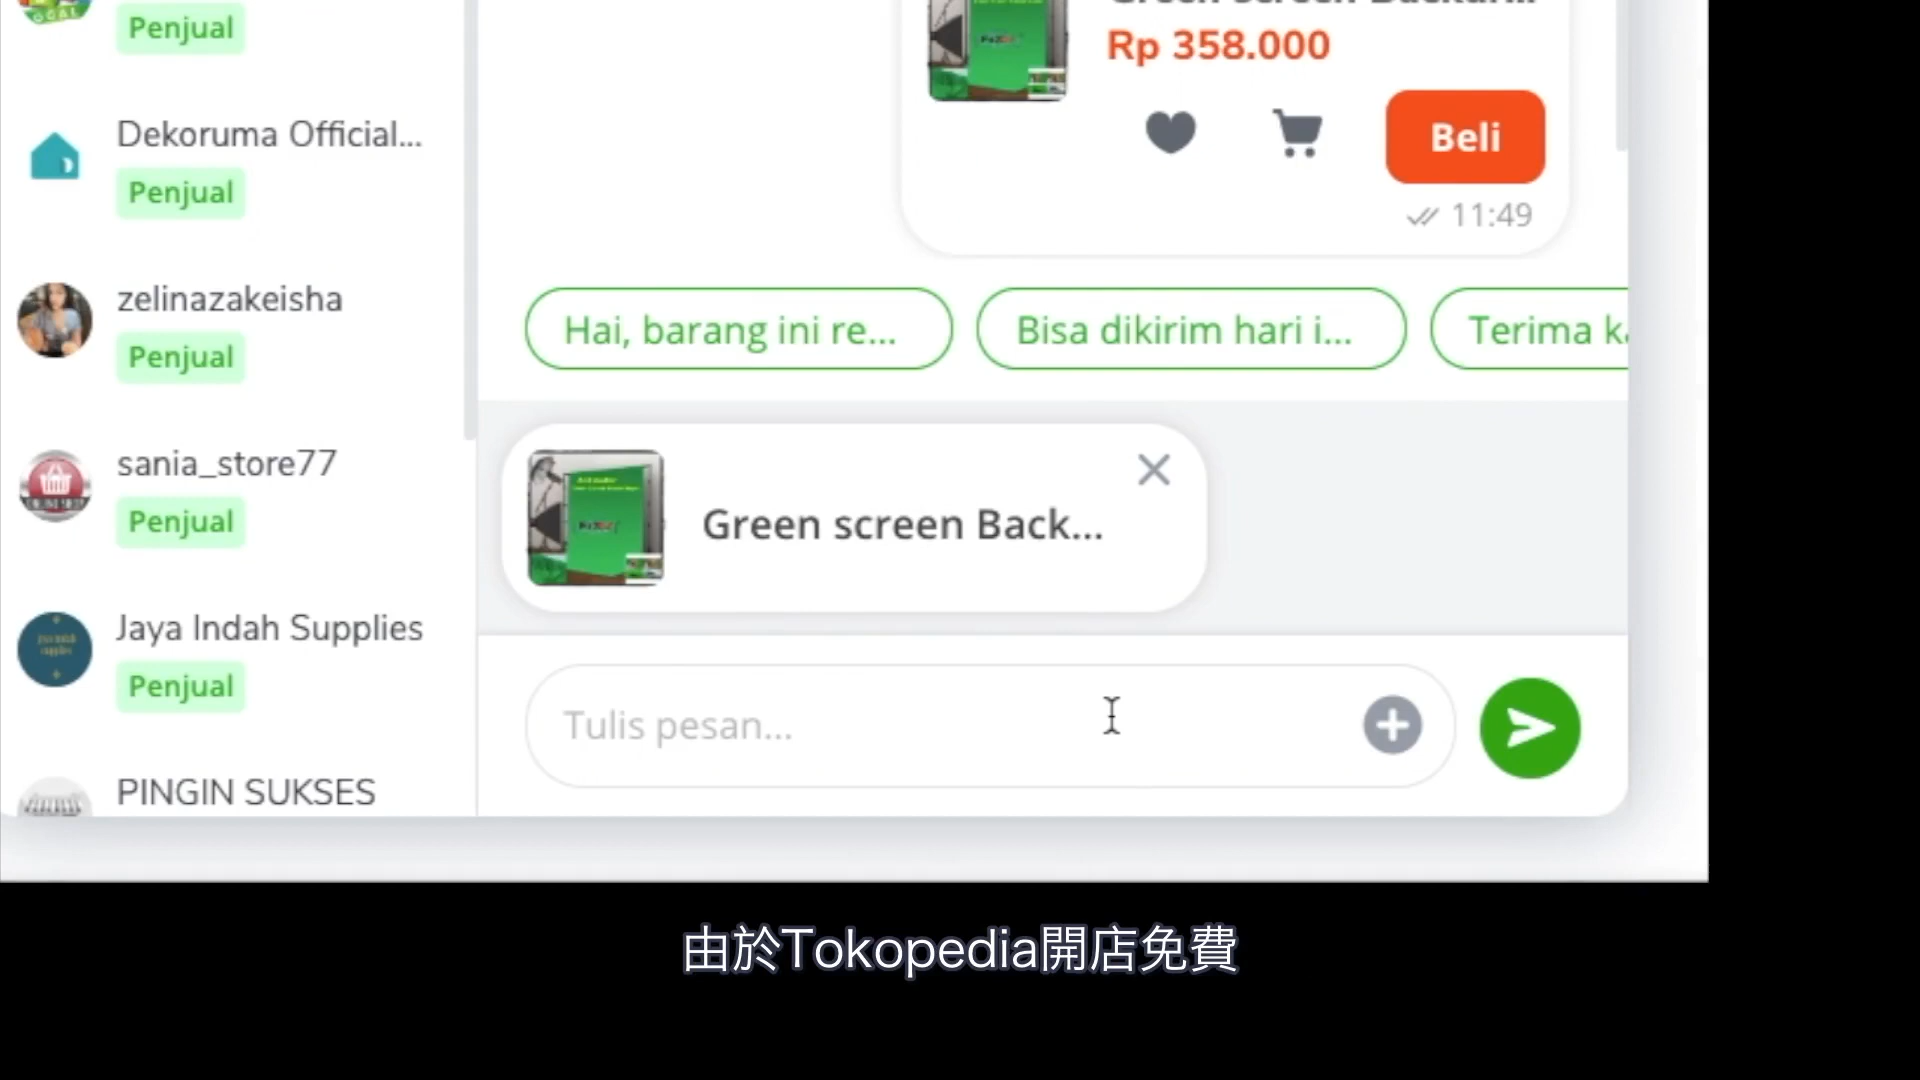 Penjual
Dekoruma Official...
Penjual
zelinazakeisha
Penjual
sania_store77
Penjual
Jaya Indah Supplies
Penjual
PINGIN SUKSES
Green screen
Rp 358.000
Beli
11:49
Hai, barang ini re...
Bisa dikirim hari i...
Terima
Green screen Back...
Tulis pesan...
由於Tokopedia開店免費